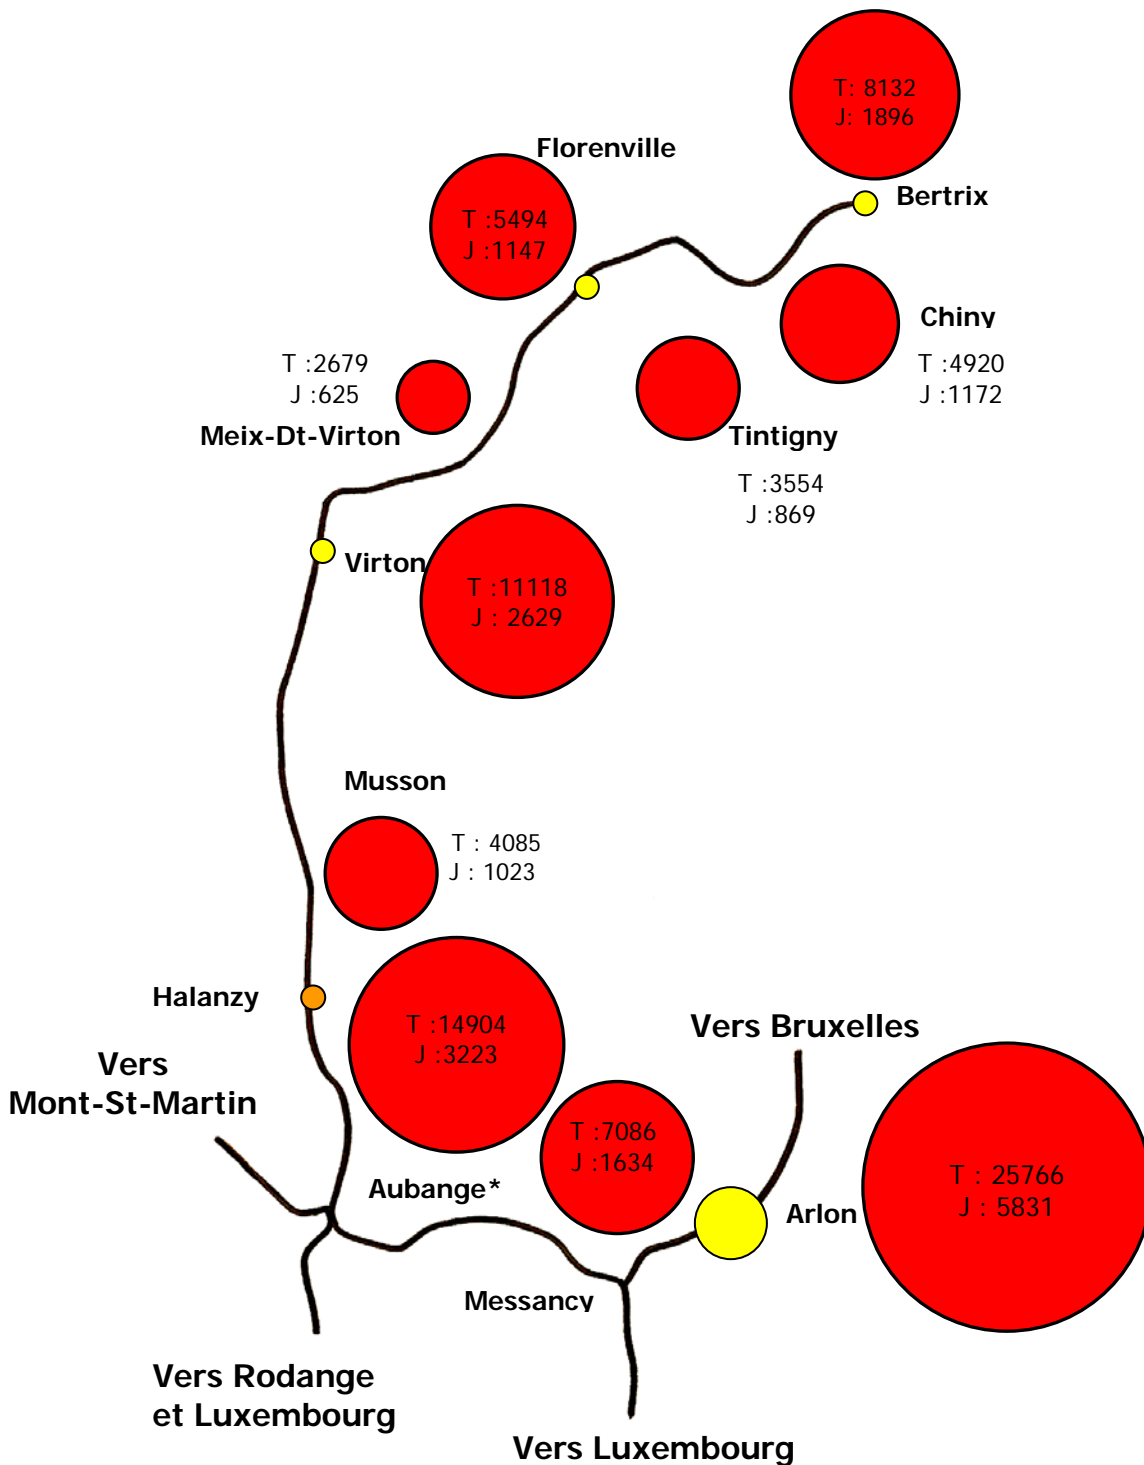 T: 8132
J: 1896
Florenville
Bertrix
T :5494
J :1147
Chiny
T :4920
J :1172
T :2679
J :625
Meix-Dt-Virton
Tintigny
T :3554
J :869
Virton
T :11118
J : 2629
Musson
T : 4085
J : 1023
Halanzy
T :14904
J :3223
Vers Bruxelles
Vers
Mont-St-Martin
T :7086
J :1634
T : 25766
J : 5831
Aubange*
Arlon
Messancy
Vers Rodange
et Luxembourg
Vers Luxembourg